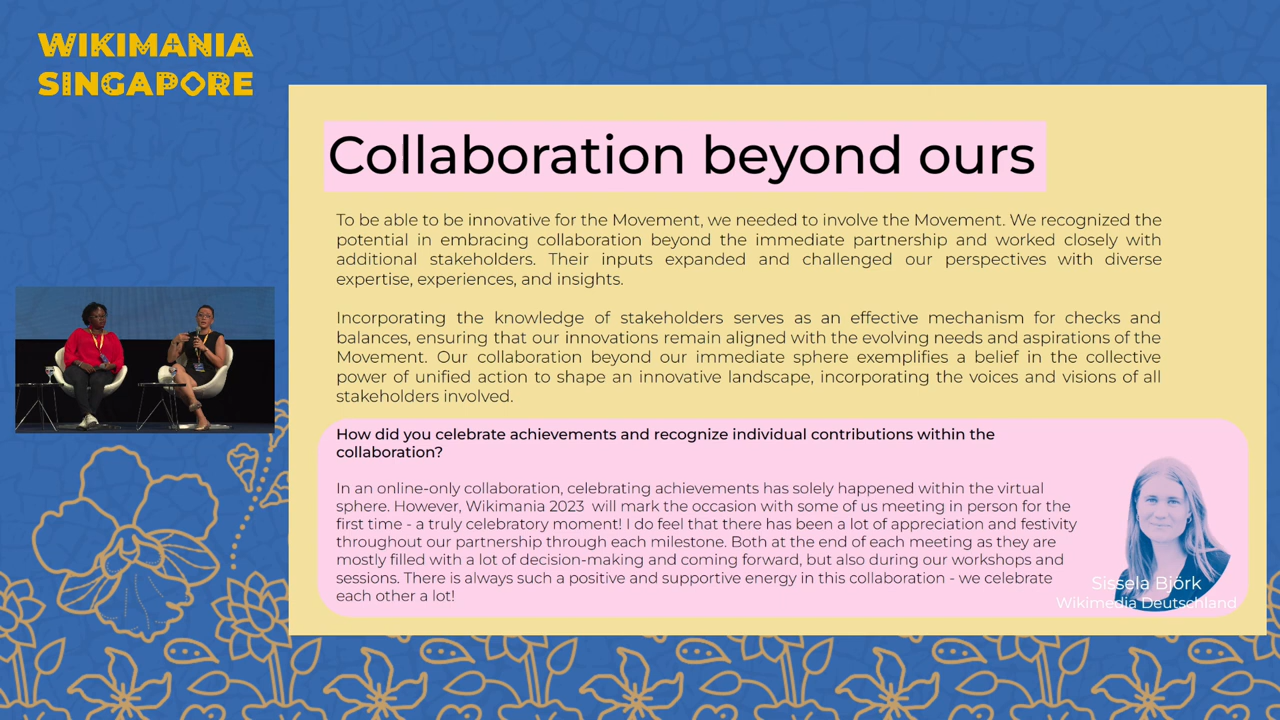 WIKIMANIA
SINGAPORE
Collaboration beyond ours
To be able to be innovative for the Movement, we needed to involve the Movement. We recognized the
potential in embracing collaboration beyond the immediate partnership and worked closely with
additional stakeholders. Their inputs expanded and challenged our perspectives with diverse
expertise, experiences, and insights.
Incorporating the knowledge of stakeholders serves as an effective mechanism for checks and
balances, ensuring that our innovations remain aligned with the evolving needs and aspirations of the
Movement. Our collaboration beyond our immediate sphere exemplifies a belief in the collective
power of unified action to shape an innovative landscape, incorporating the voices and visions of all
stakeholders involved.
How did you celebrate achievements and recognize individual contributions within the
collaboration?
In an online-only collaboration, celebrating achievements has solely happened within the virtual
sphere. However, Wikimania 2023 will mark the occasion with some of us meeting in person for the
first time - a truly celebratory moment! I do feel that there has been a lot of appreciation and festivity
throughout our partnership through each milestone. Both at the end of each meeting as they are
mostly filled with a lot of decision-making and coming forward, but also during our workshops and
sessions. There is always such a positive and supportive energy in this collaboration - we celebrate
each other a lot!
Sissela Björk
Wikimedia Deutschland